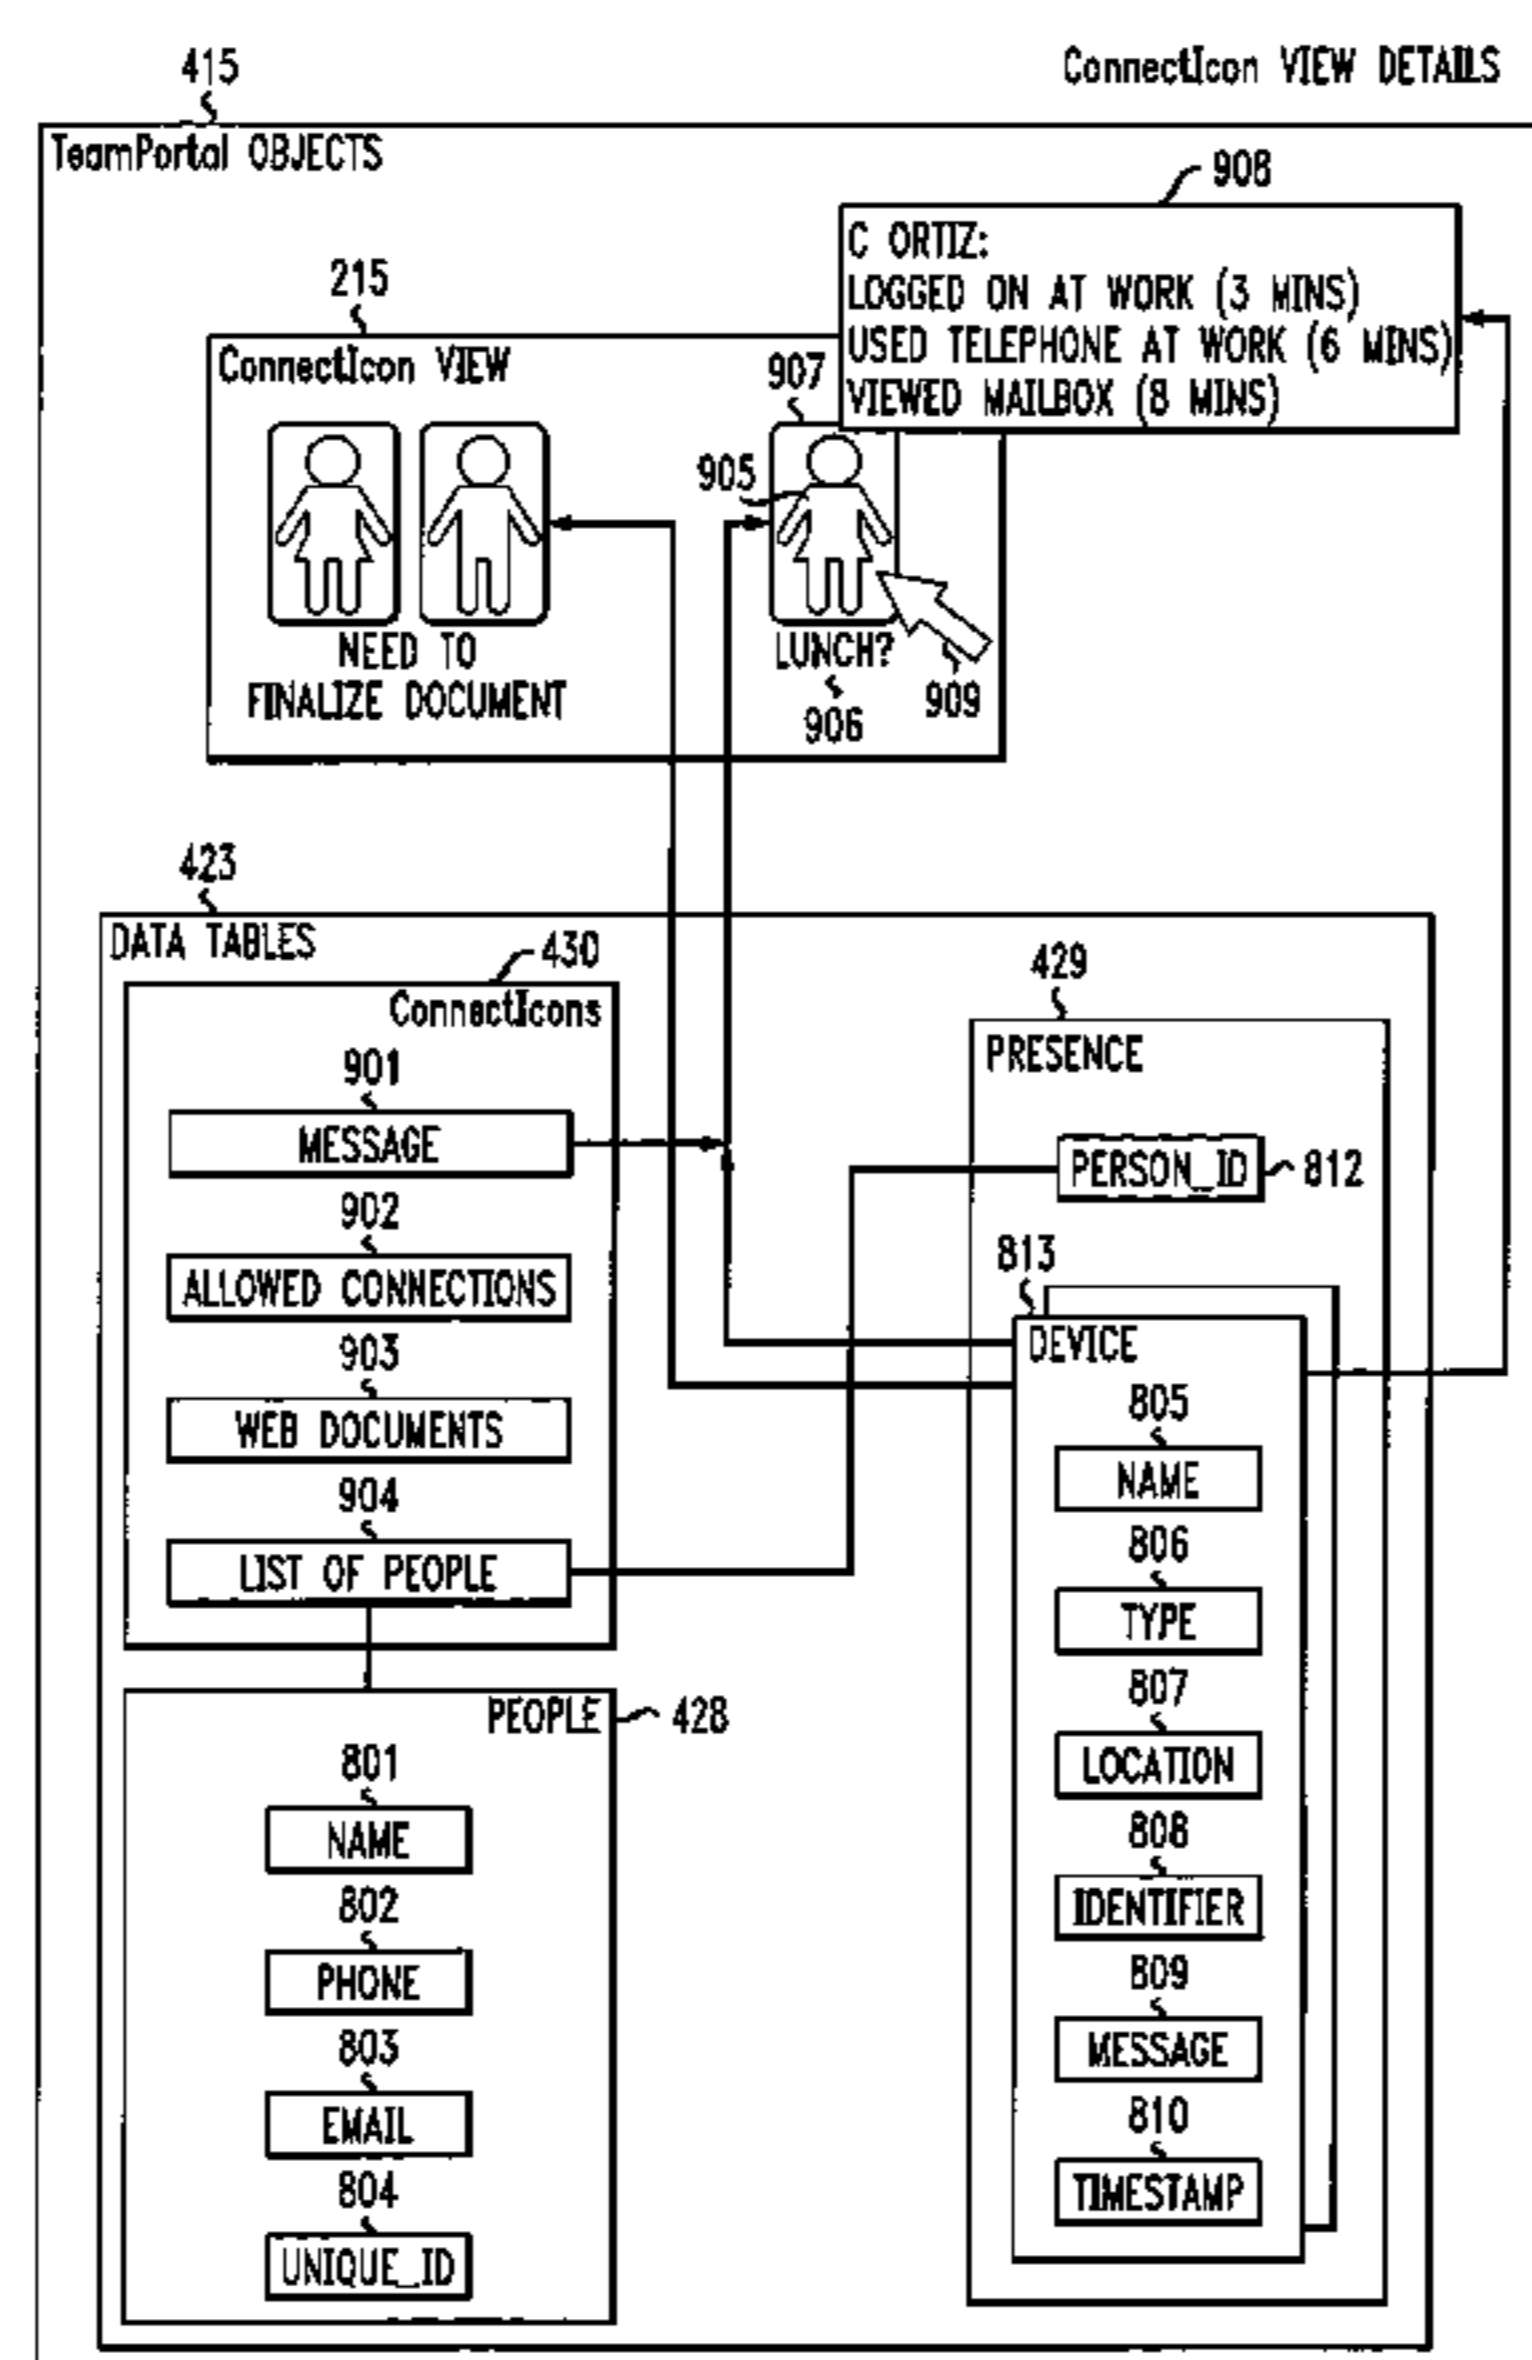 ConnectIcon VIEW DETAILS
415
TeamPortal OBJECTS
908
C ORTIZ:
LOGGED ON AT WORK (3 MINS)
USED TELEPHONE AT WORK (6 MINS)
VIEWED MAILBOX (8 MINS)
215
ConnectIcon VIEW
907
905
NEED TO
FINALIZE DOCUMENT
LUNCH?
906
909
423
DATA TABLES
430
ConnectIcons
901
MESSAGE
902
ALLOWED CONNECTIONS
903
WEB DOCUMENTS
904
LIST OF PEOPLE
PEOPLE
428
801
NAME
802
PHONE
803
EMAIL
804
UNIQUE_ID
429
PRESENCE
PERSON_ID
812
813
DEVICE
805
NAME
806
TYPE
807
LOCATION
808
IDENTIFIER
809
MESSAGE
810
TIMESTAMP